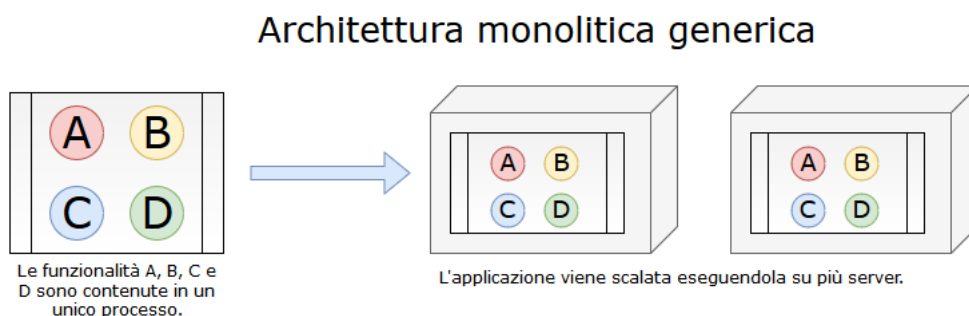 Architettura monolitica generica
A B
C D
A B
C D
A B
C D
Le funzionalità A, B, C e
D sono contenute in un
unico processo.
L'applicazione viene scalata eseguendola su più server.